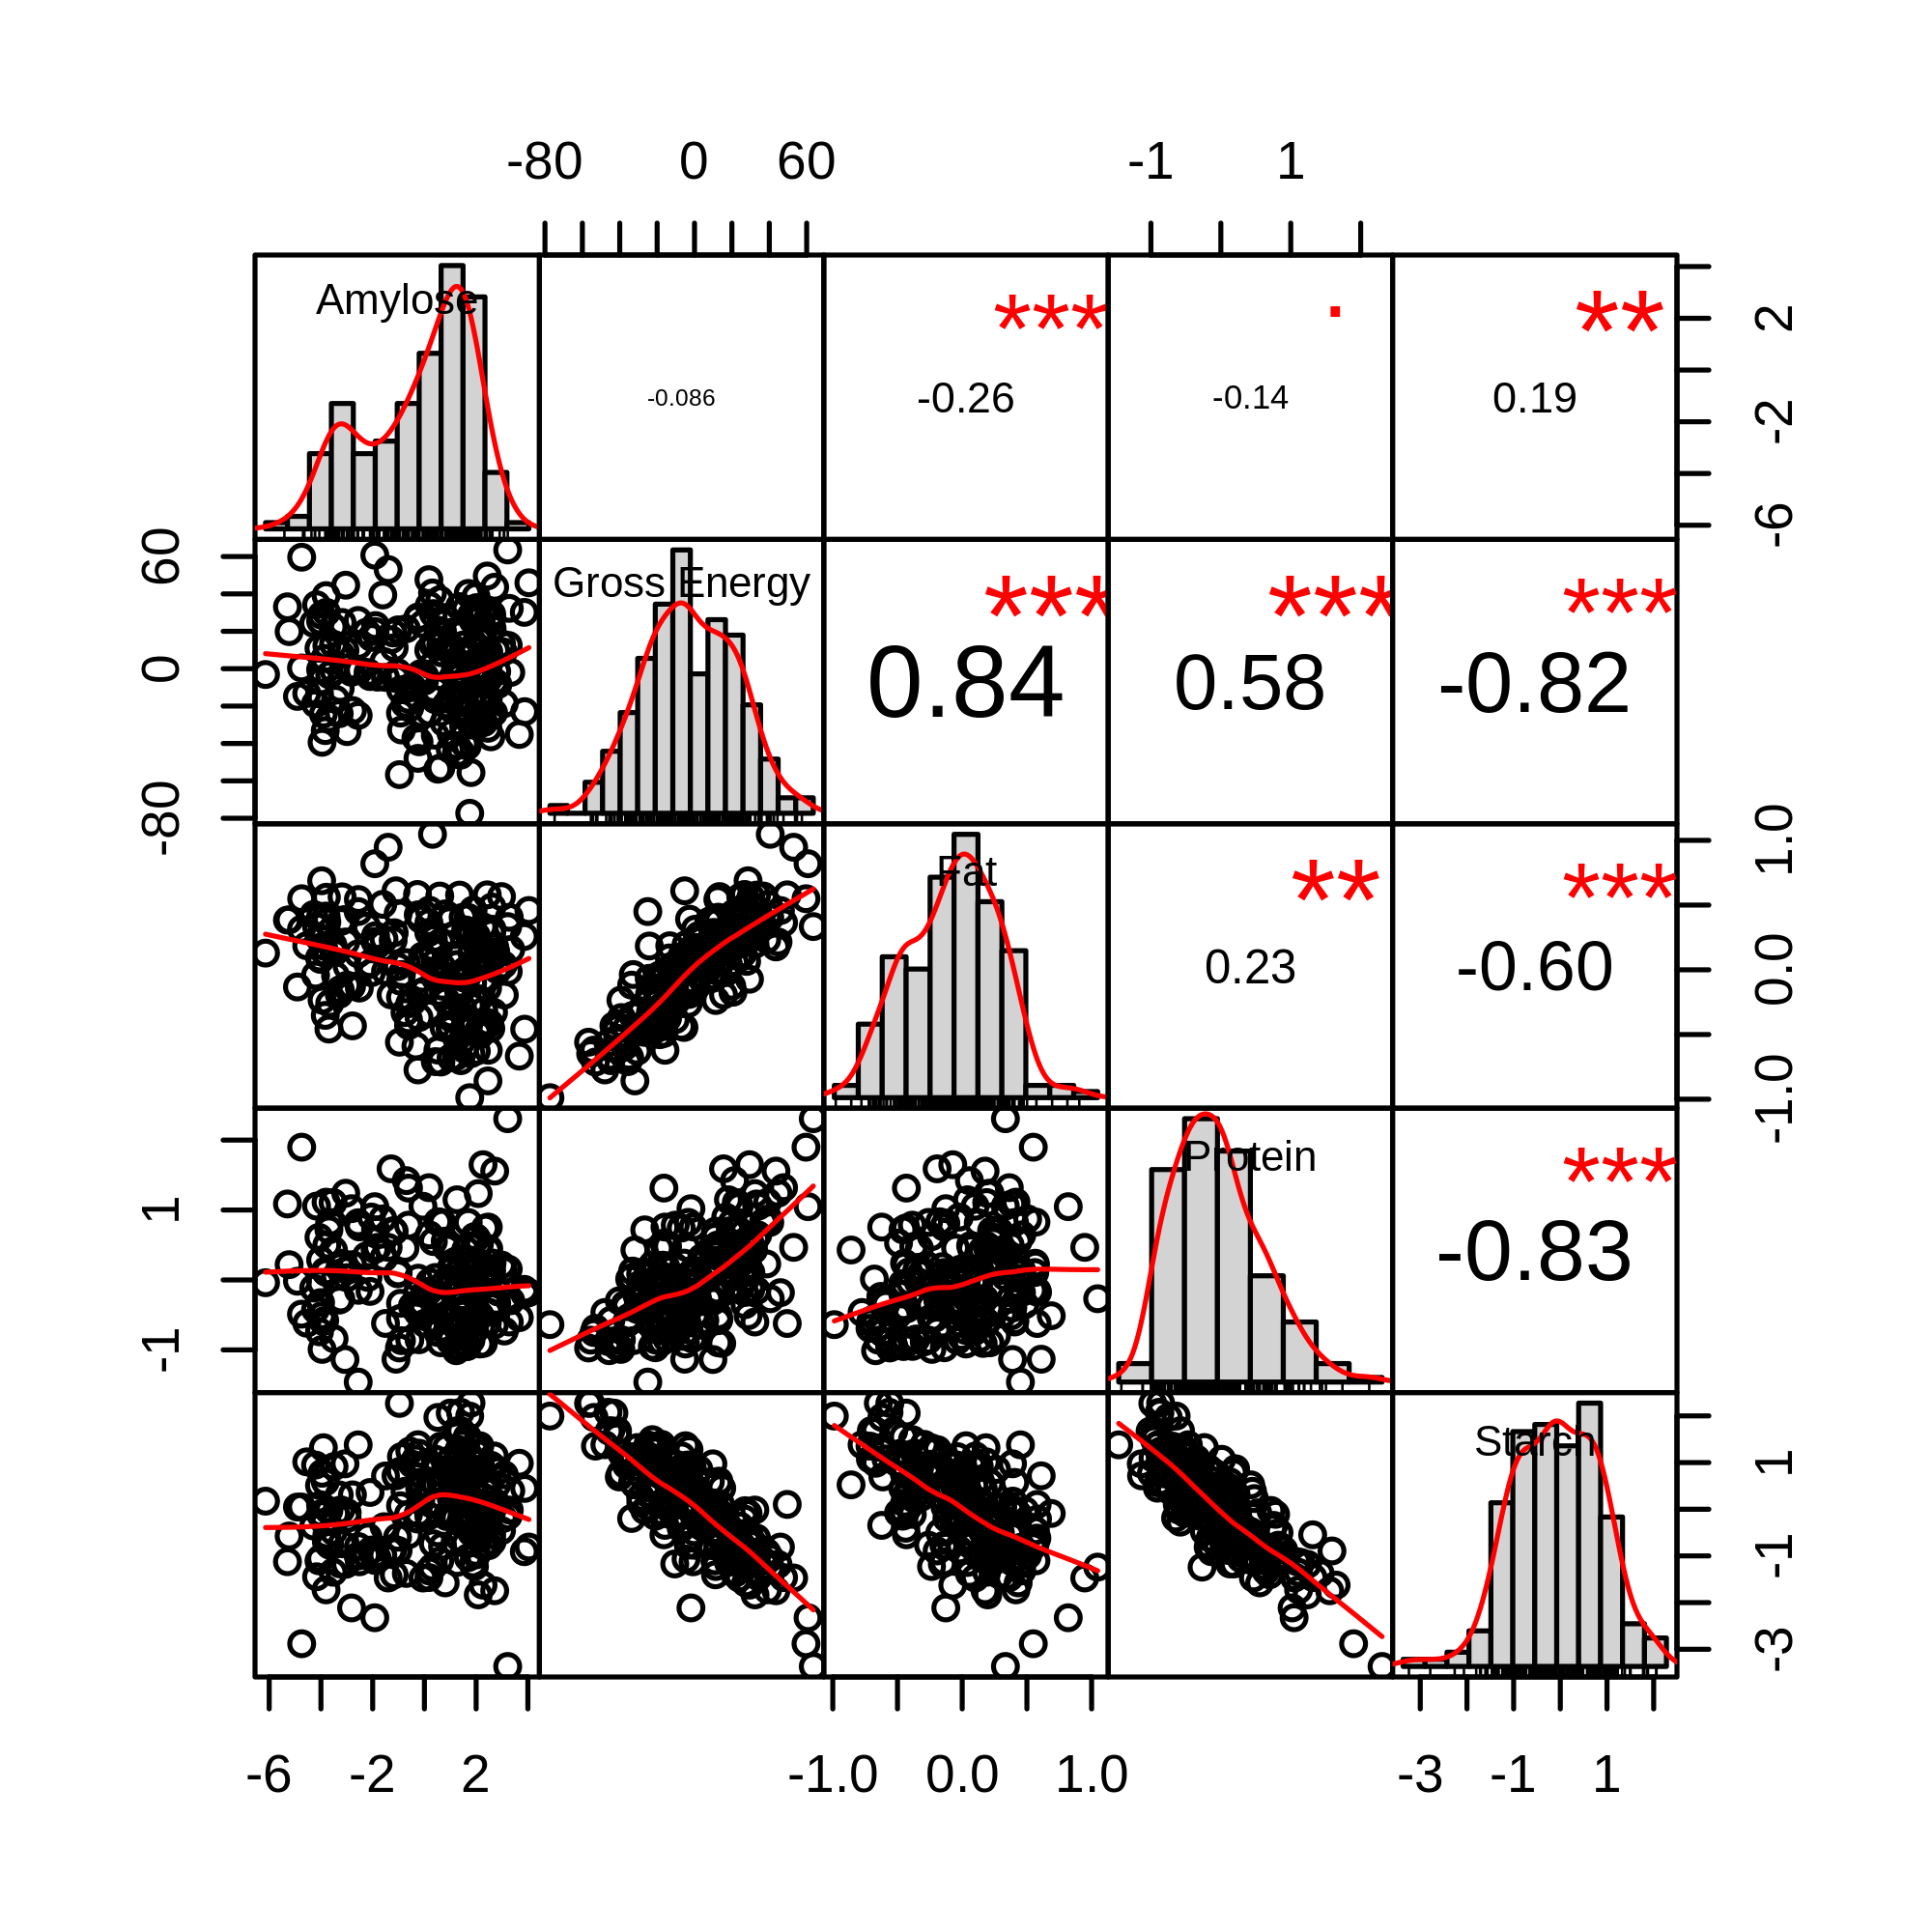 -80 0 60 -1 1
Amylose *** . **
-0.086 -0.26 -0.14 0.19
2 -2 -6
Gross Energy *** *** ***
0.84 0.58 -0.82
60 0 -80
Fat ** ***
0.23 -0.60
1.0 0.0 -1.0
Protein ***
-0.83
1 -1
Starch
1 -1 -3
-6 -2 2 -1.0 0.0 1.0 -3 -1 1